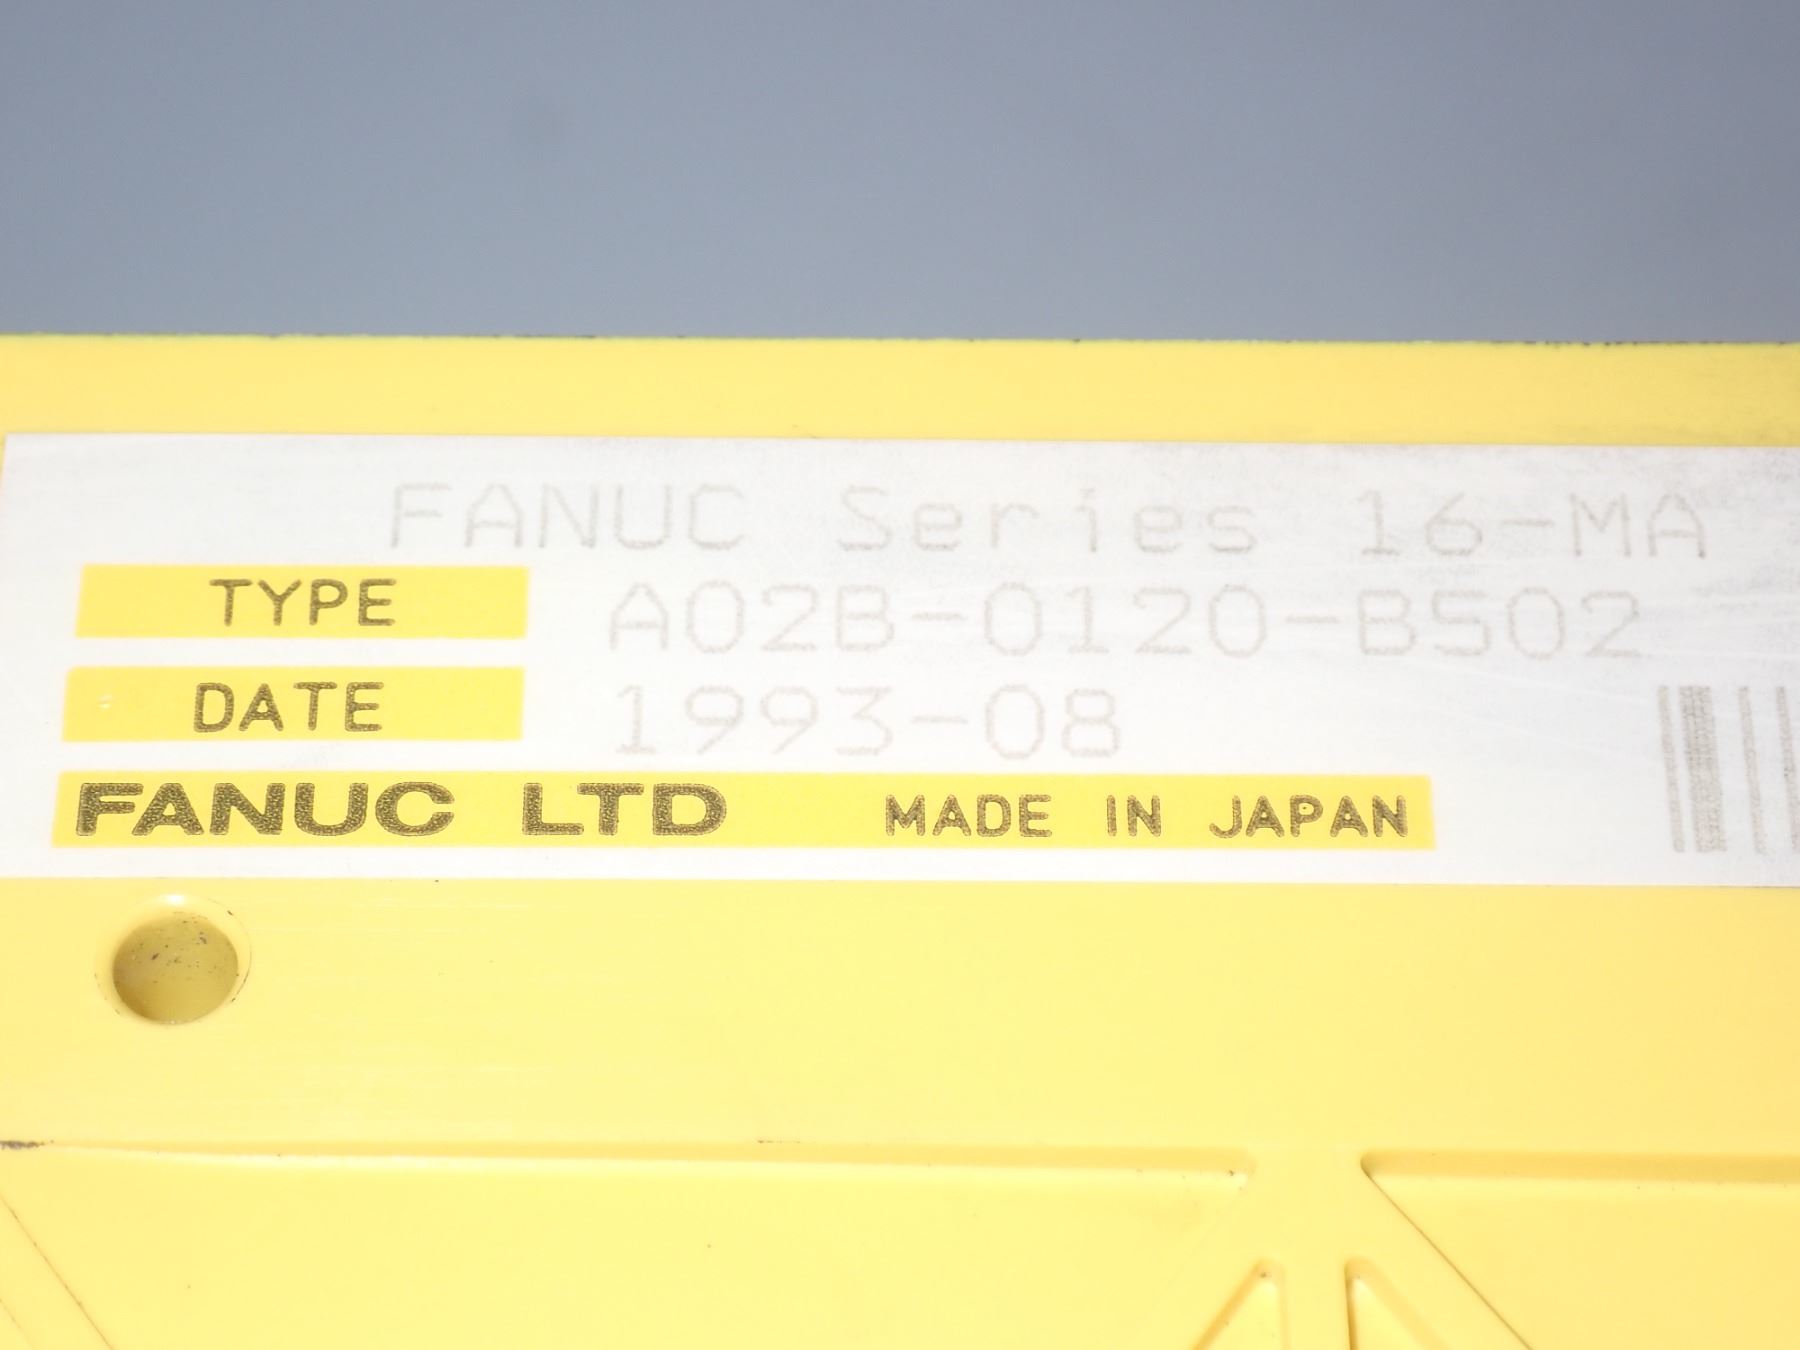 FANUC Series 16-MA
TYPE A02B-0120-B502
DATE 1993-08
FANUC LTD MADE IN JAPAN